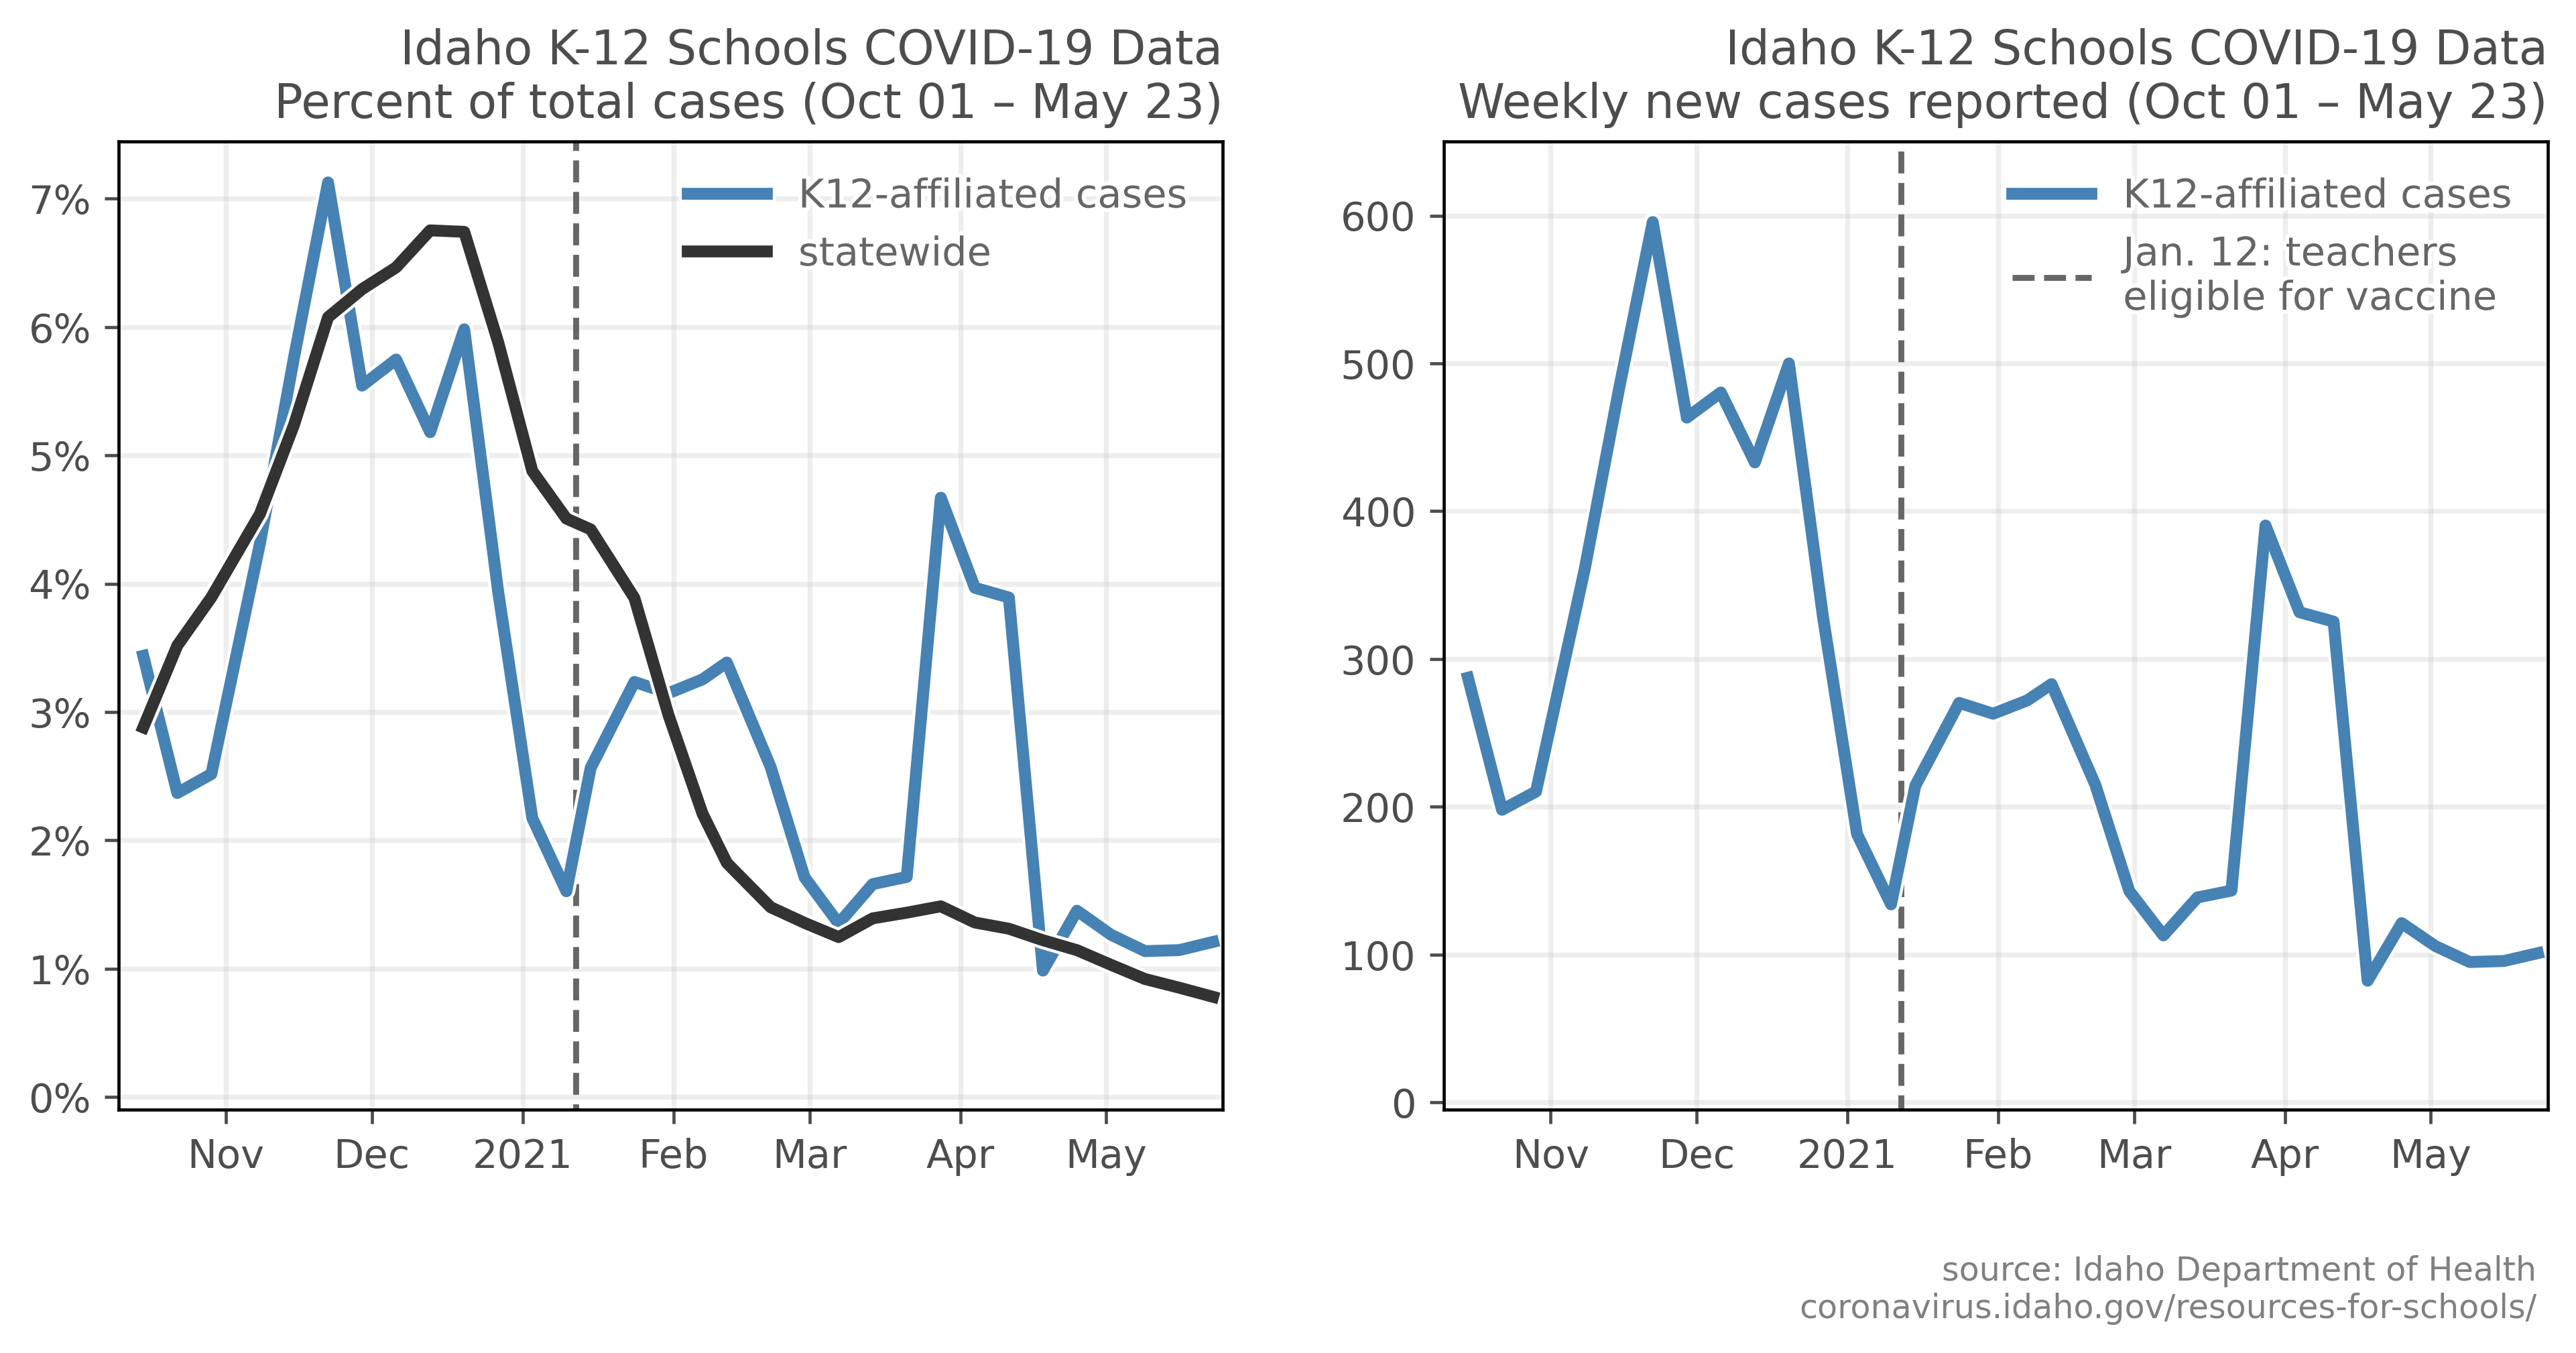 Idaho K-12 Schools COVID-19 Data
Percent of total cases (Oct 01 – May 23)
7%
6%
5%
4%
3%
2%
1%
0%
K12-affiliated cases
statewide
Nov
Dec
2021
Feb
Mar
Apr
May
Idaho K-12 Schools COVID-19 Data
Weekly new cases reported (Oct 01 – May 23)
600
500
400
300
200
100
0
K12-affiliated cases
Jan. 12: teachers
eligible for vaccine
Nov
Dec
2021
Feb
Mar
Apr
May
source: Idaho Department of Health
coronavirus.idaho.gov/resources-for-schools/